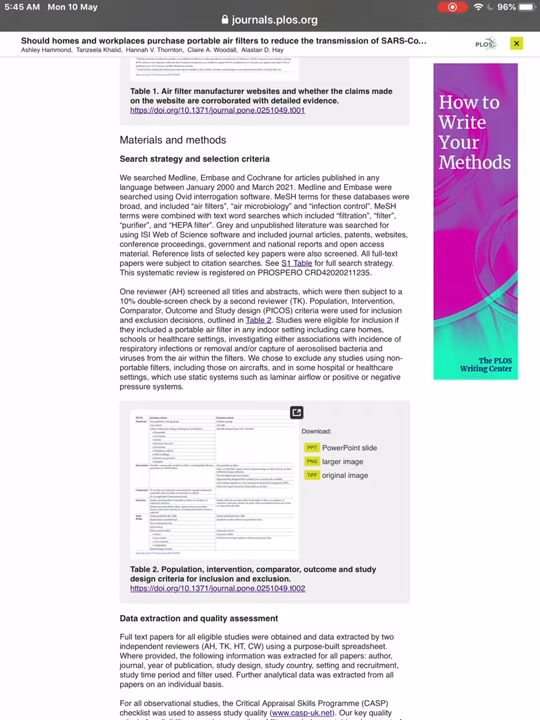 5:45 AM Mon 10 May
96%
journals.plos.org
Should homes and workplaces purchase portable air filters to reduce the transmission of SARS-Co…
Ashley Hammond, Tanzeela Khalid, Hannah V. Thornton, Claire A. Woodall, Alastair D. Hay
PLOS
Table 1. Air filter manufacturer websites and whether the claims made
on the website are corroborated with detailed evidence.
https://doi.org/10.1371/journal.pone.0251049.t001
How to
Write
Your
Methods
The PLOS
Writing Center
Materials and methods
Search strategy and selection criteria
We searched Medline, Embase and Cochrane for articles published in any
language between January 2000 and March 2021. Medline and Embase were
searched using Ovid interrogation software. MeSH terms for these databases were
broad, and included “air filters”, “air microbiology” and “infection control”. MeSH
terms were combined with text word searches which included “filtration”, “filter”,
“purifier”, and “HEPA filter”. Grey and unpublished literature was searched for
using ISI Web of Science software and included journal articles, patents, websites,
conference proceedings, government and national reports and open access
material. Reference lists of selected key papers were also screened. All full-text
papers were subject to citation searches. See S1 Table for full search strategy.
This systematic review is registered on PROSPERO CRD42020211235.
One reviewer (AH) screened all titles and abstracts, which were then subject to a
10% double-screen check by a second reviewer (TK). Population, Intervention,
Comparator, Outcome and Study design (PICOS) criteria were used for inclusion
and exclusion decisions, outlined in Table 2. Studies were eligible for inclusion if
they included a portable air filter in any indoor setting including care homes,
schools or healthcare settings, investigating either associations with incidence of
respiratory infections or removal and/or capture of aerosolised bacteria and
viruses from the air within the filters. We chose to exclude any studies using non-
portable filters, including those on aircrafts, and in some hospital or healthcare
settings, which use static systems such as laminar airflow or positive or negative
pressure systems.
Download:
PPT PowerPoint slide
PNG larger image
TIFF original image
Table 2. Population, intervention, comparator, outcome and study
design criteria for inclusion and exclusion.
https://doi.org/10.1371/journal.pone.0251049.t002
Data extraction and quality assessment
Full text papers for all eligible studies were obtained and data extracted by two
independent reviewers (AH, TK, HT, CW) using a purpose-built spreadsheet.
Where provided, the following information was extracted for all papers: author,
journal, year of publication, study design, study country, setting and recruitment,
study time period and filter used. Further analytical data was extracted from all
papers on an individual basis.
For all observational studies, the Critical Appraisal Skills Programme (CASP)
checklist was used to assess study quality (www.casp-uk.net). Our key quality